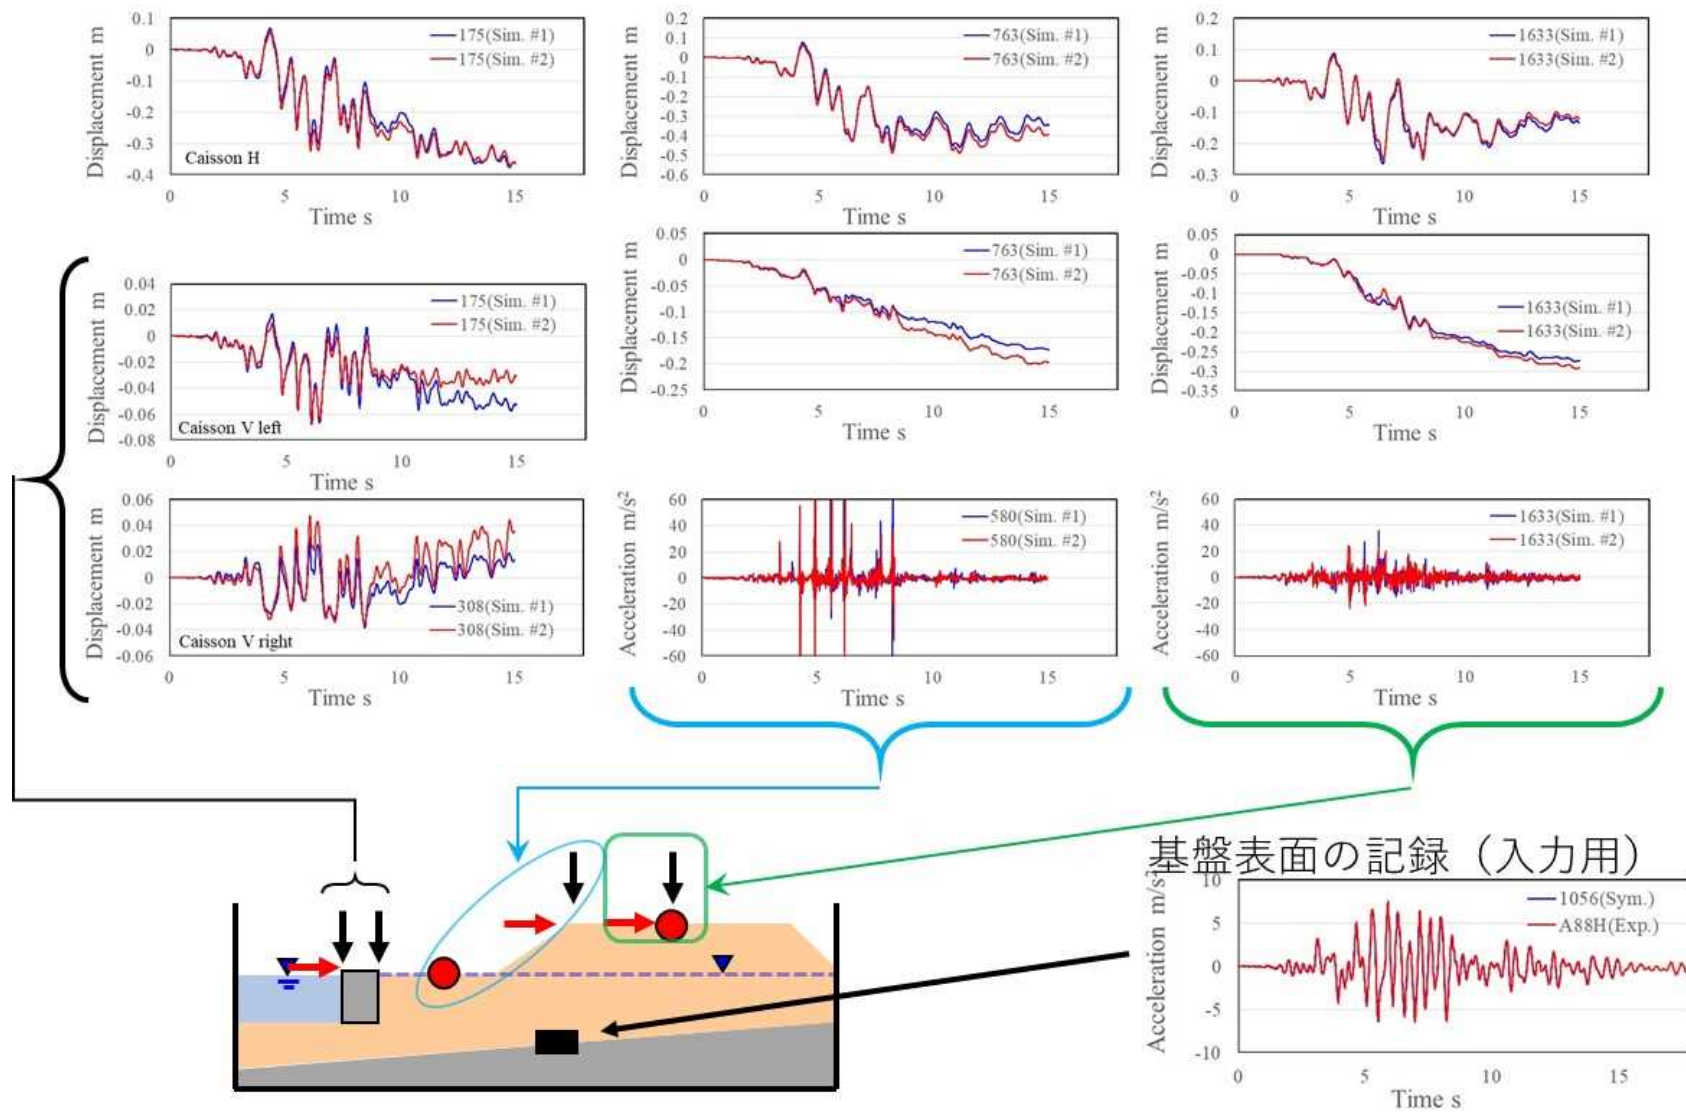 0.1
0
-0.1
-0.2
-0.3
-0.4
Displacement m
175(Sim. #1)
175(Sim. #2)
Caisson H
0 5 10 15
Time s
0.2
0.1
0
-0.1
-0.2
-0.3
-0.4
-0.5
-0.6
Displacement m
763(Sim. #1)
763(Sim. #2)
0 5 10 15
Time s
0.2
0.1
0
-0.1
-0.2
-0.3
Displacement m
1633(Sim. #1)
1633(Sim. #2)
0 5 10 15
Time s
0.04
0.02
0
-0.02
-0.04
-0.06
-0.08
Displacement m
175(Sim. #1)
175(Sim. #2)
Caisson V left
0 5 10 15
Time s
0.05
0
-0.05
-0.1
-0.15
-0.2
-0.25
Displacement m
763(Sim. #1)
763(Sim. #2)
0 5 10 15
Time s
0.05
0
-0.05
-0.1
-0.15
-0.2
-0.25
-0.3
-0.35
Displacement m
1633(Sim. #1)
1633(Sim. #2)
0 5 10 15
Time s
0.06
0.04
0.02
0
-0.02
-0.04
-0.06
Displacement m
308(Sim. #1)
308(Sim. #2)
Caisson V right
0 5 10 15
Time s
60
40
20
0
-20
-40
-60
Acceleration m/s²
580(Sim. #1)
580(Sim. #2)
0 5 10 15
Time s
60
40
20
0
-20
-40
-60
Acceleration m/s²
1633(Sim. #1)
1633(Sim. #2)
0 5 10 15
Time s
基盤表面の記録（入力用）
10
5
0
-5
-10
Acceleration m/s²
1056(Sym.)
A88H(Exp.)
0 5 10 15
Time s